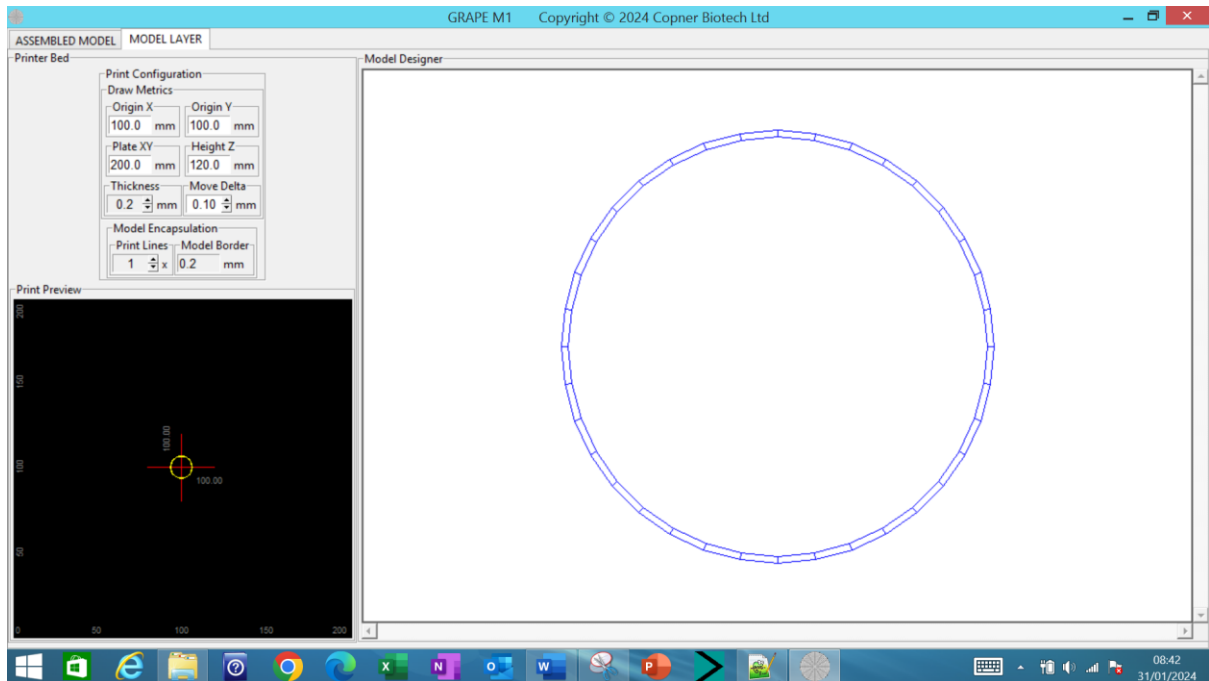 GRAPE M1 Copyright © 2024 Copner Biotech Ltd
ASSEMBLED MODEL MODEL LAYER
Printer Bed
Model Designer
Print Configuration
Draw Metrics
Origin X Origin Y
100.0 mm 100.0 mm
Plate XY Height Z
200.0 mm 120.0 mm
Thickness Move Delta
0.2 mm 0.10 mm
Model Encapsulation
Print Lines Model Border
1 x 0.2 mm
Print Preview
200
150
100
50
100.00
100.00
0 50 100 150 200
08:42
31/01/2024